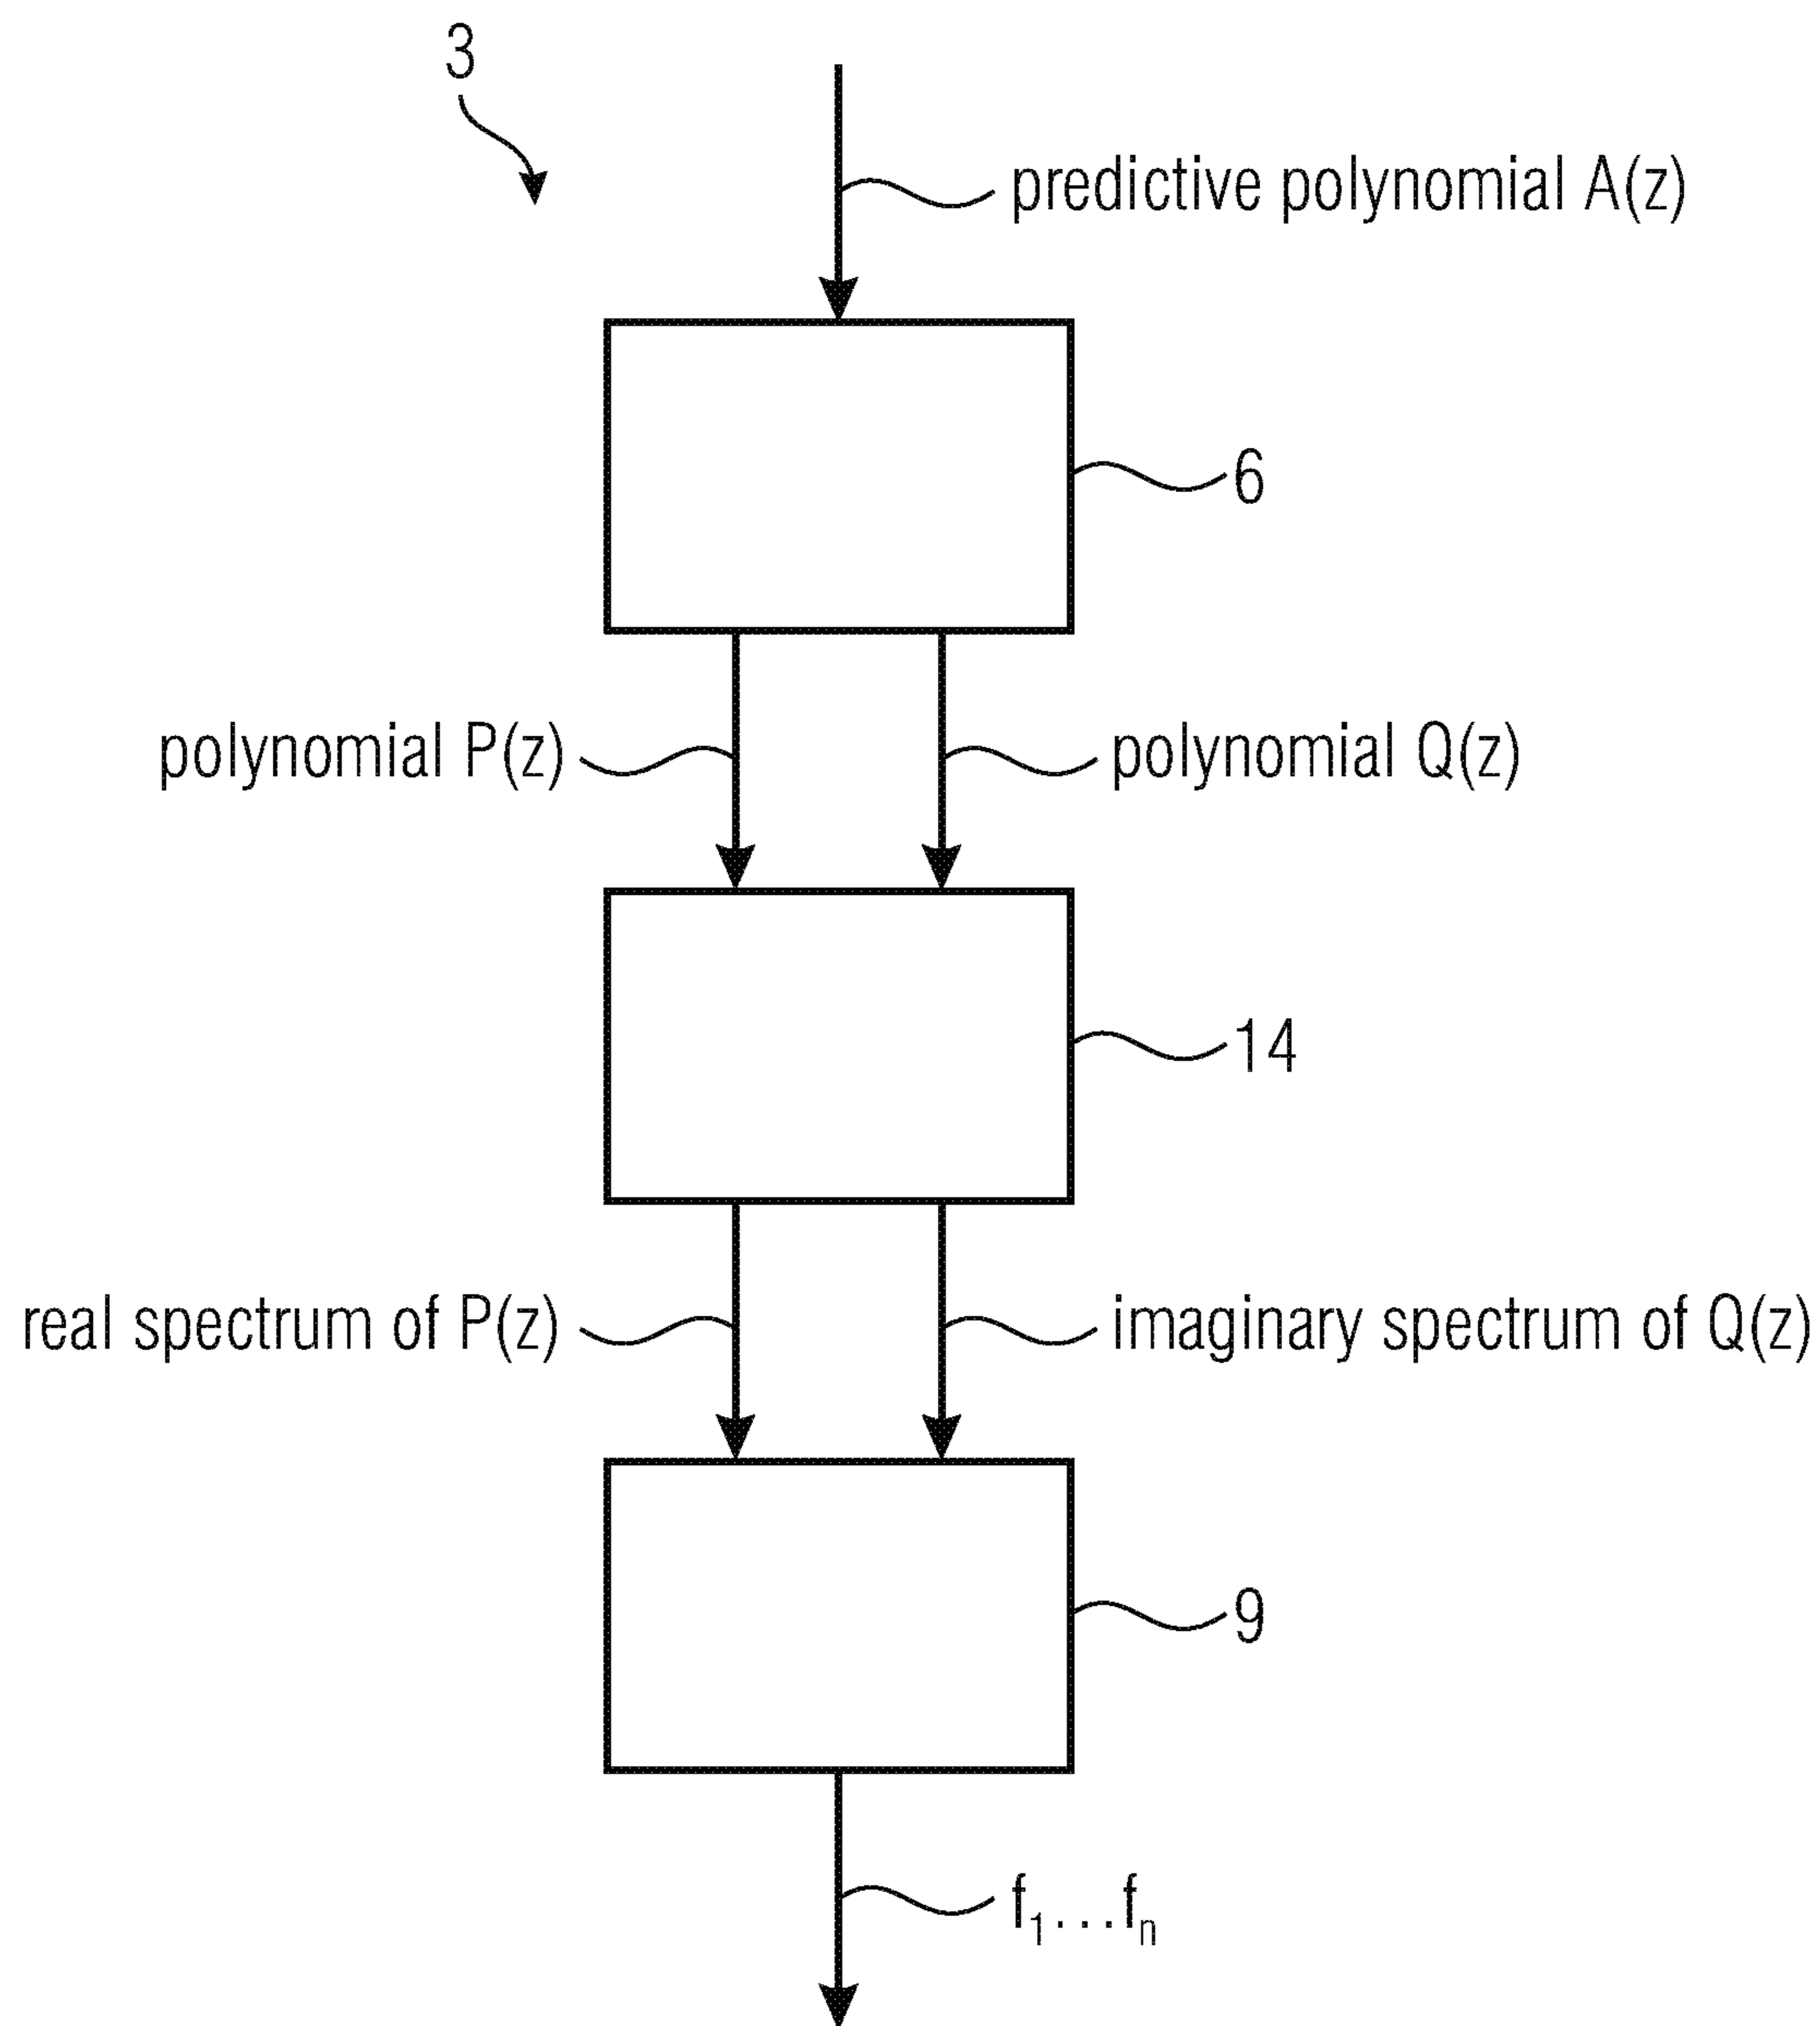 3
predictive polynomial A(z)
6
polynomial P(z)
polynomial Q(z)
14
real spectrum of P(z)
imaginary spectrum of Q(z)
9
f₁...fₙ